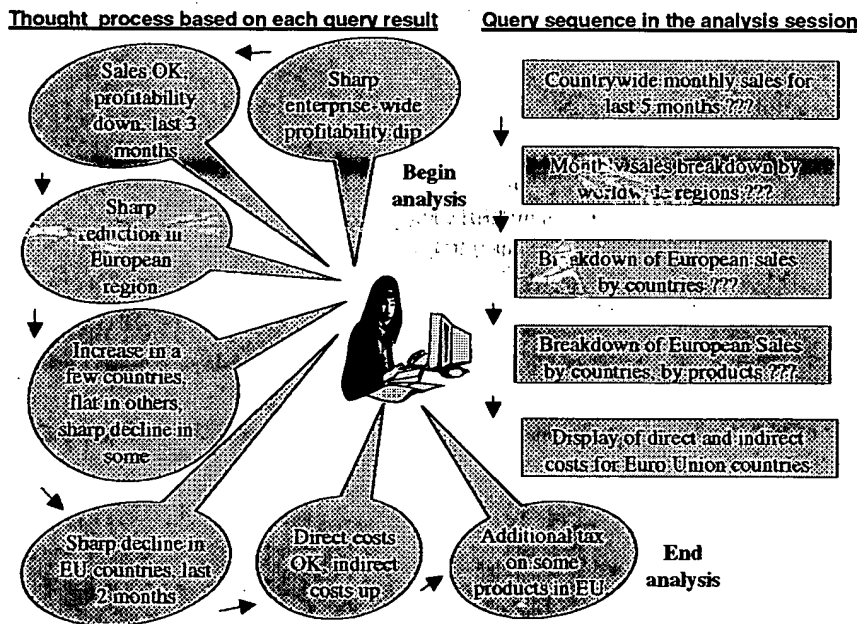 Thought process based on each query result
Sharp
enterprise-wide
profitability dip
Begin
analysis
Sales OK,
profitability
down, last 3
months
Sharp
reduction in
European
region
Increase in a
few countries,
flat in others,
sharp decline in
some
Sharp decline in
EU countries, last
2 months
Direct costs
OK, indirect
costs up
Additional tax
on some
products in EU
End
analysis
Query sequence in the analysis session
Countrywide monthly sales for
last 5 months ???
Monthly sales breakdown by
worldwide regions ???
Breakdown of European sales
by countries ???
Breakdown of European Sales
by countries, by products ???
Display of direct and indirect
costs for Euro Union countries